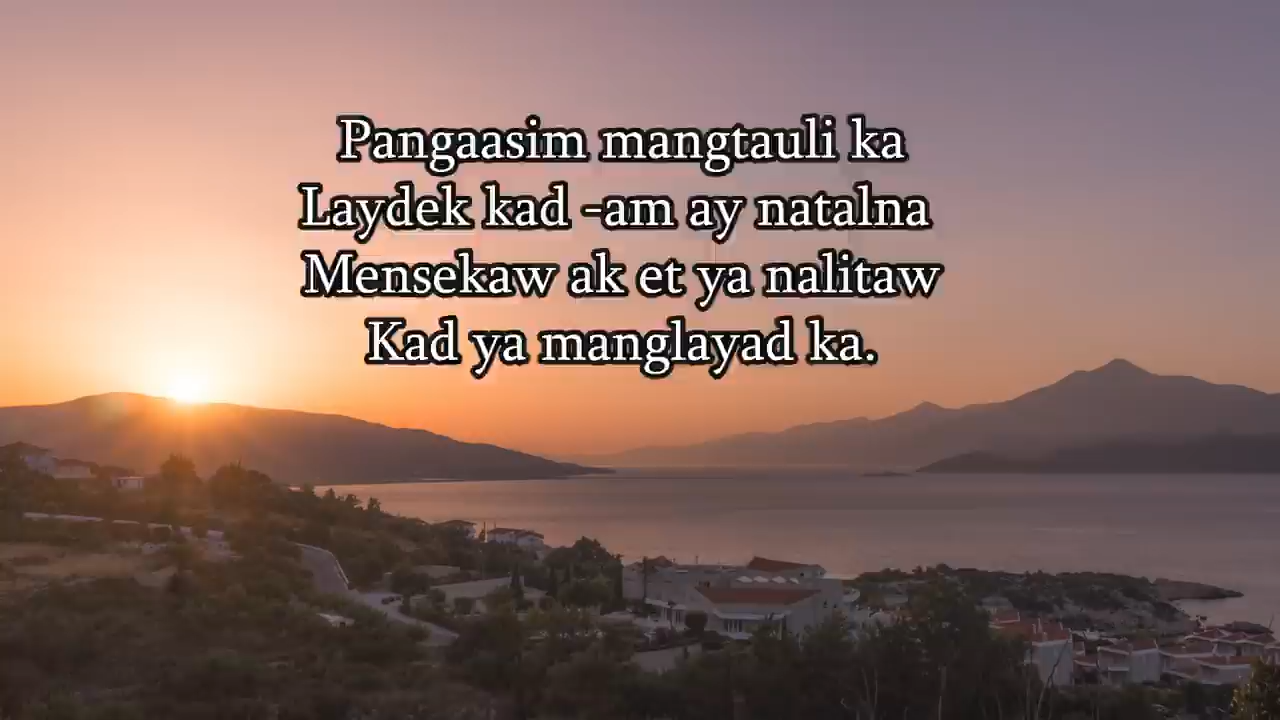 Pangaasim mangtauli ka
Laydek kad -am ay natalna
Mensekaw ak et ya nalitaw
Kad ya manglayad ka.